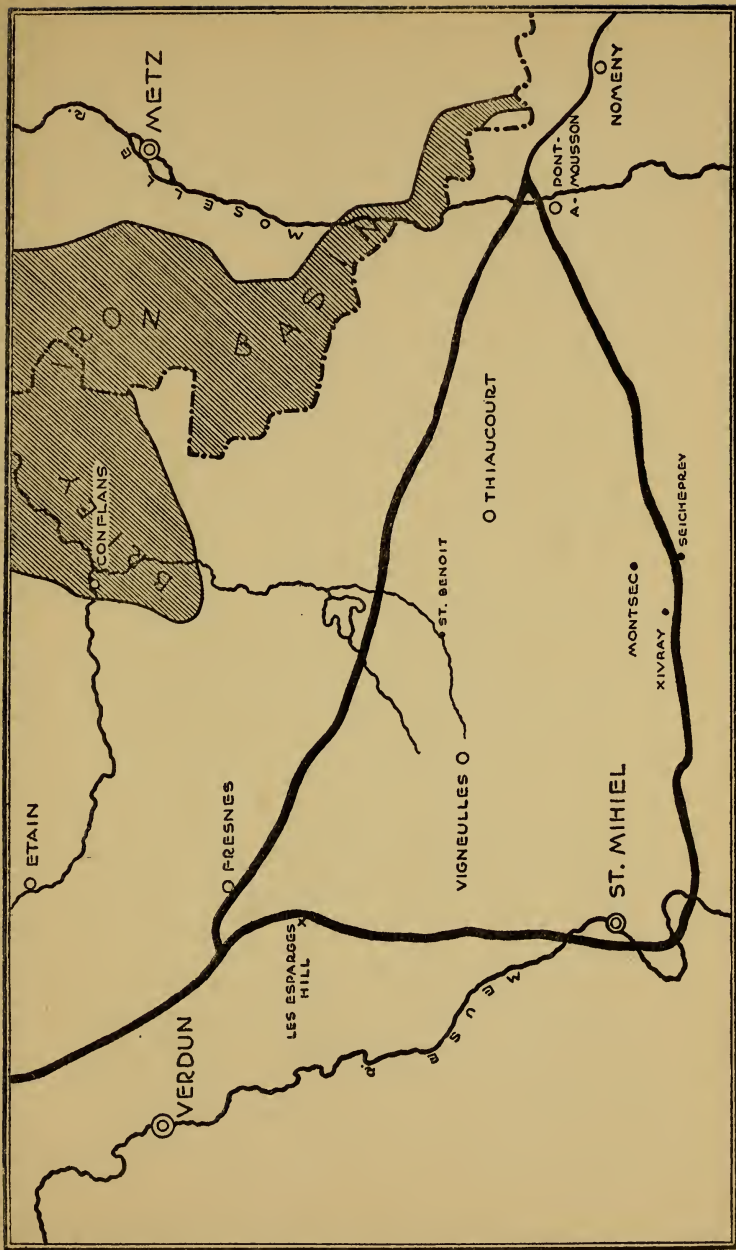 ETAIN
CONFLANS
BRIEY
IRON
BASIN
METZ
MOSELLE R.
VERDUN
FRESNES
LES ESPARGES
HILL
MEUSE R.
ST. BENOIT
VIGNEULLES
THIAUCOURT
PONT-
A-MOUSSON
NOMENY
ST. MIHIEL
MONTSEC
XIVRAY
SEICHEPREY